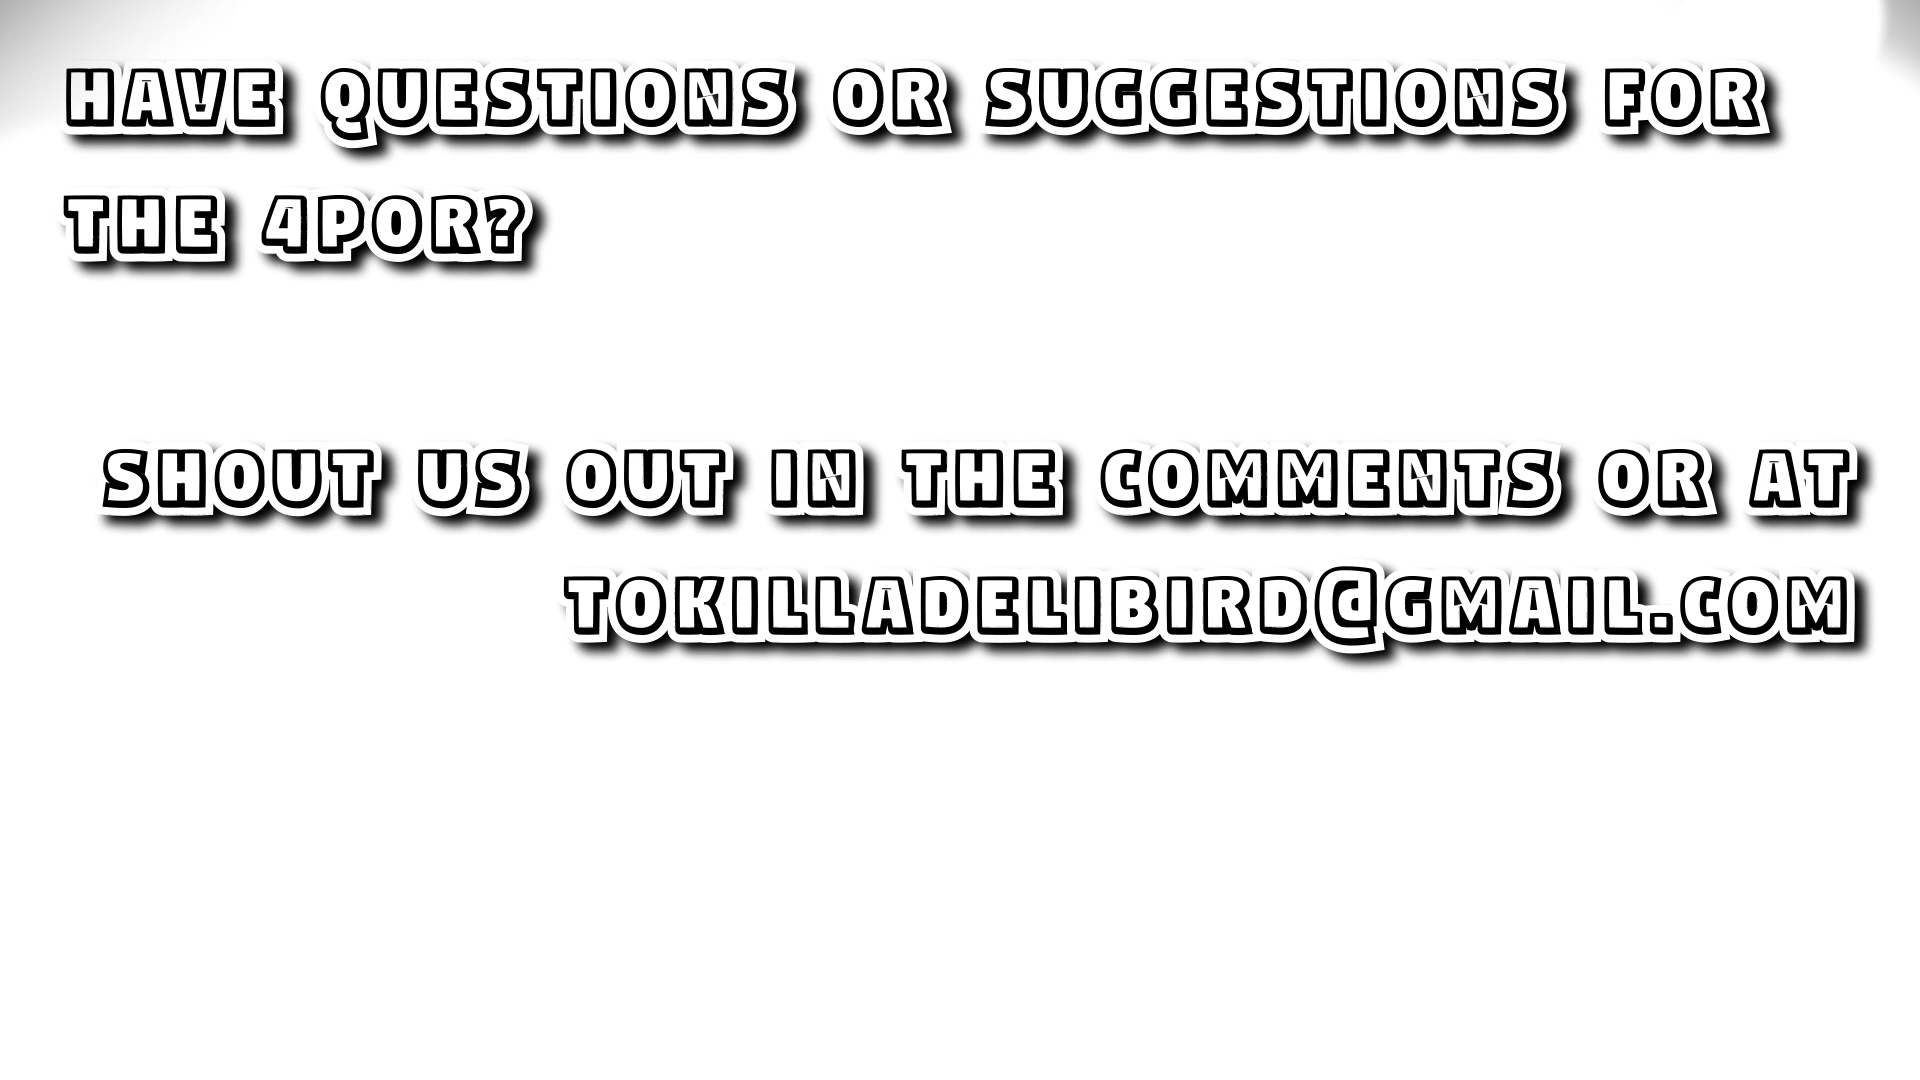 HAVE QUESTIONS OR SUGGESTIONS FOR
THE 4POR?
SHOUT US OUT IN THE COMMENTS OR AT
TOKILLADELIBIRD@GMAIL.COM